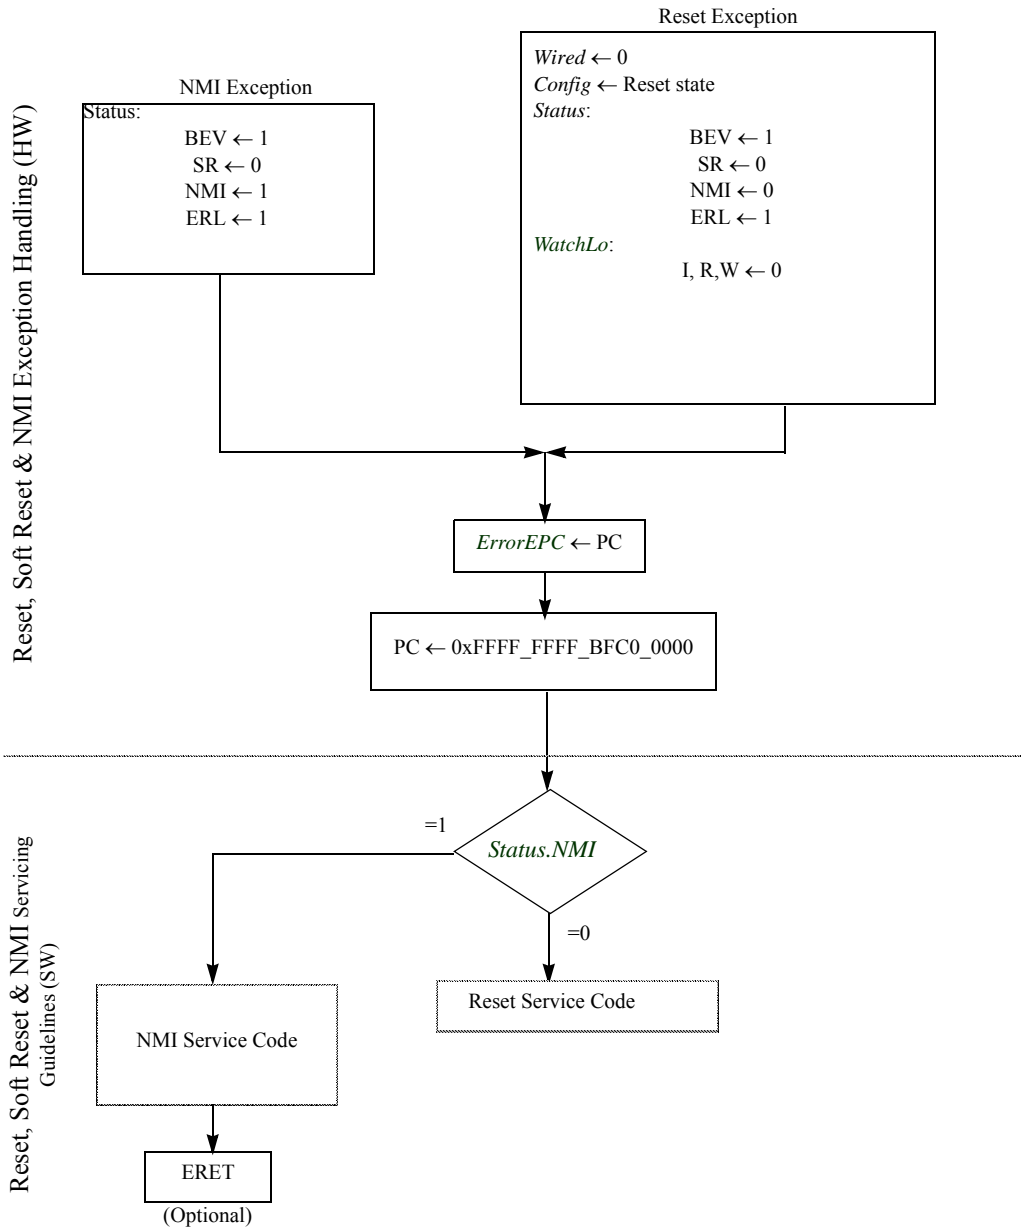 Reset Exception
Wired ← 0
Config ← Reset state
Status:
BEV ← 1
SR ← 0
NMI ← 0
ERL ← 1
WatchLo:
I, R,W ← 0
NMI Exception
Status:
BEV ← 1
SR ← 0
NMI ← 1
ERL ← 1
Reset, Soft Reset & NMI Exception Handling (HW)
ErrorEPC ← PC
PC ← 0xFFFF_FFFF_BFC0_0000
Reset, Soft Reset & NMI Servicing
Guidelines (SW)
=1
Status.NMI
=0
Reset Service Code
NMI Service Code
ERET
(Optional)